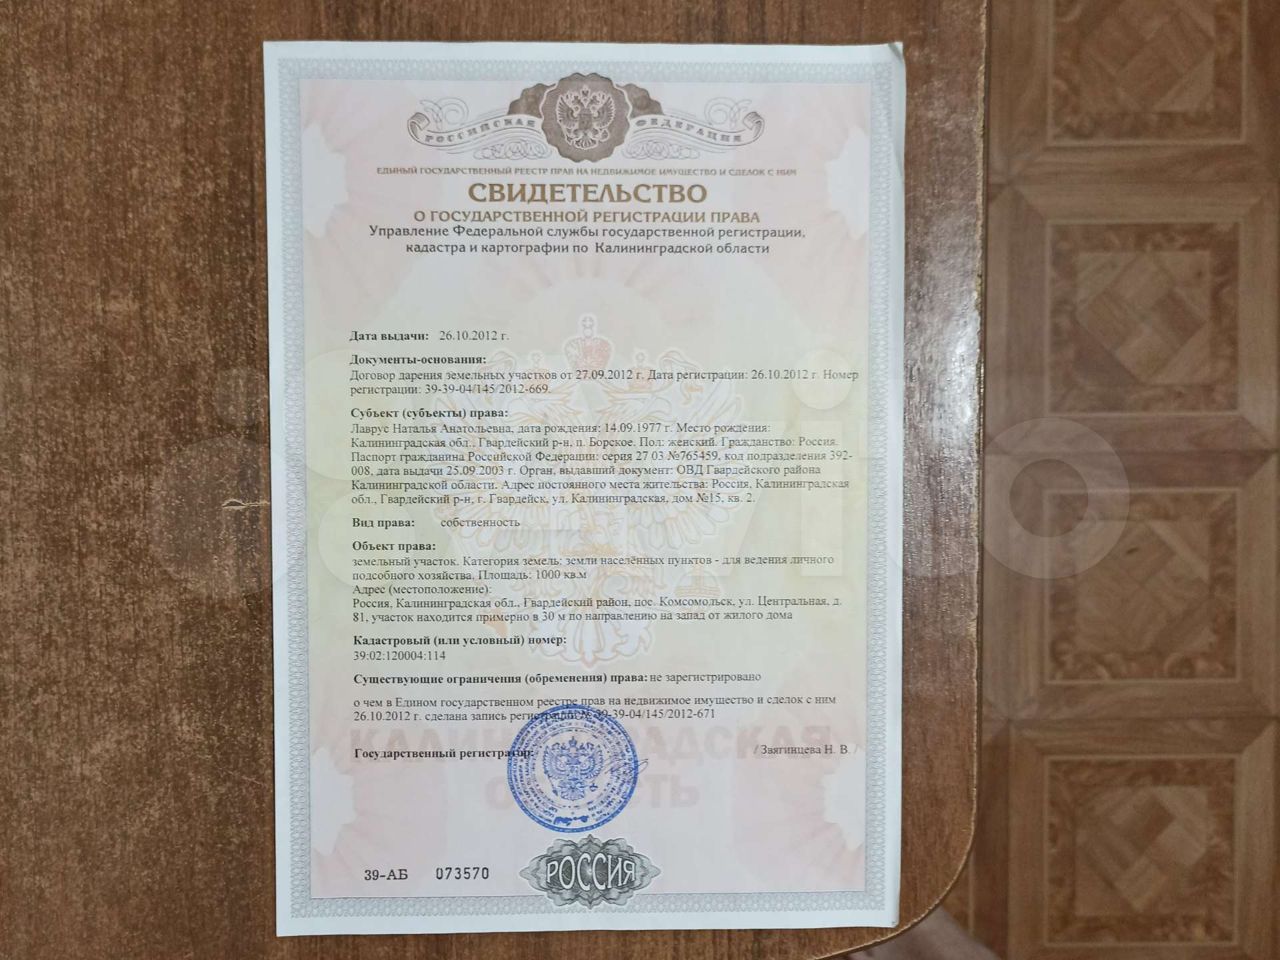 РОССИЙСКАЯ ФЕДЕРАЦИЯ
ЕДИНЫЙ ГОСУДАРСТВЕННЫЙ РЕЕСТР ПРАВ НА НЕДВИЖИМОЕ ИМУЩЕСТВО И СДЕЛОК С НИМ
СВИДЕТЕЛЬСТВО
О ГОСУДАРСТВЕННОЙ РЕГИСТРАЦИИ ПРАВА
Управление Федеральной службы государственной регистрации,
кадастра и картографии по Калининградской области
Дата выдачи: 26.10.2012 г.
Документы-основания:
Договор дарения земельных участков от 27.09.2012 г. Дата регистрации: 26.10.2012 г. Номер
регистрации: 39-39-04/145/2012-669.
Субъект (субъекты) права:
Лаврус Наталья Анатольевна, дата рождения: 14.09.1977 г. Место рождения:
Калининградская обл., Гвардейский р-н, п. Борское. Пол: женский. Гражданство: Россия.
Паспорт гражданина Российской Федерации: серия 27 03 №765459, код подразделения 392-
008, дата выдачи 25.09.2003 г. Орган, выдавший документ: ОВД Гвардейского района
Калининградской области. Адрес постоянного места жительства: Россия, Калининградская
обл., Гвардейский р-н, г. Гвардейск, ул. Калининградская, дом №15, кв. 2.
Вид права: собственность
Объект права:
земельный участок. Категория земель: земли населённых пунктов - для ведения личного
подсобного хозяйства. Площадь: 1000 кв.м
Адрес (местоположение):
Россия, Калининградская обл., Гвардейский район, пос. Комсомольск, ул. Центральная, д.
81, участок находится примерно в 30 м по направлению на запад от жилого дома
Кадастровый (или условный) номер:
39:02:120004:114
Существующие ограничения (обременения) права: не зарегистрировано
о чем в Едином государственном реестре прав на недвижимое имущество и сделок с ним
26.10.2012 г. сделана запись регистрации № 39-39-04/145/2012-671
КАЛИНИНГРАДСКАЯ
ОБЛАСТЬ
Государственный регистратор: / Звягинцева Н. В. /
39-АБ 073570
РОССИЯ
Avito